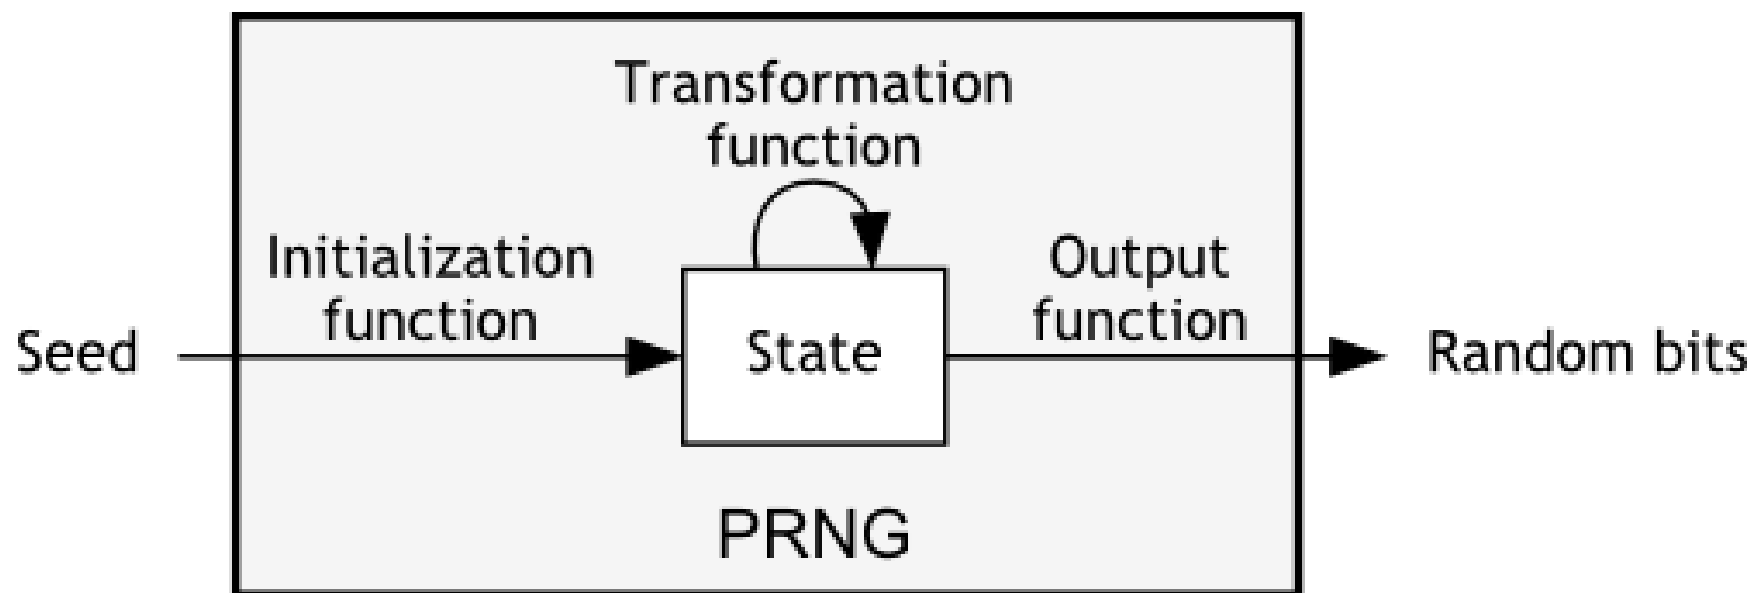 Transformation
function
Initialization
function
Output
function
Seed
State
Random bits
PRNG